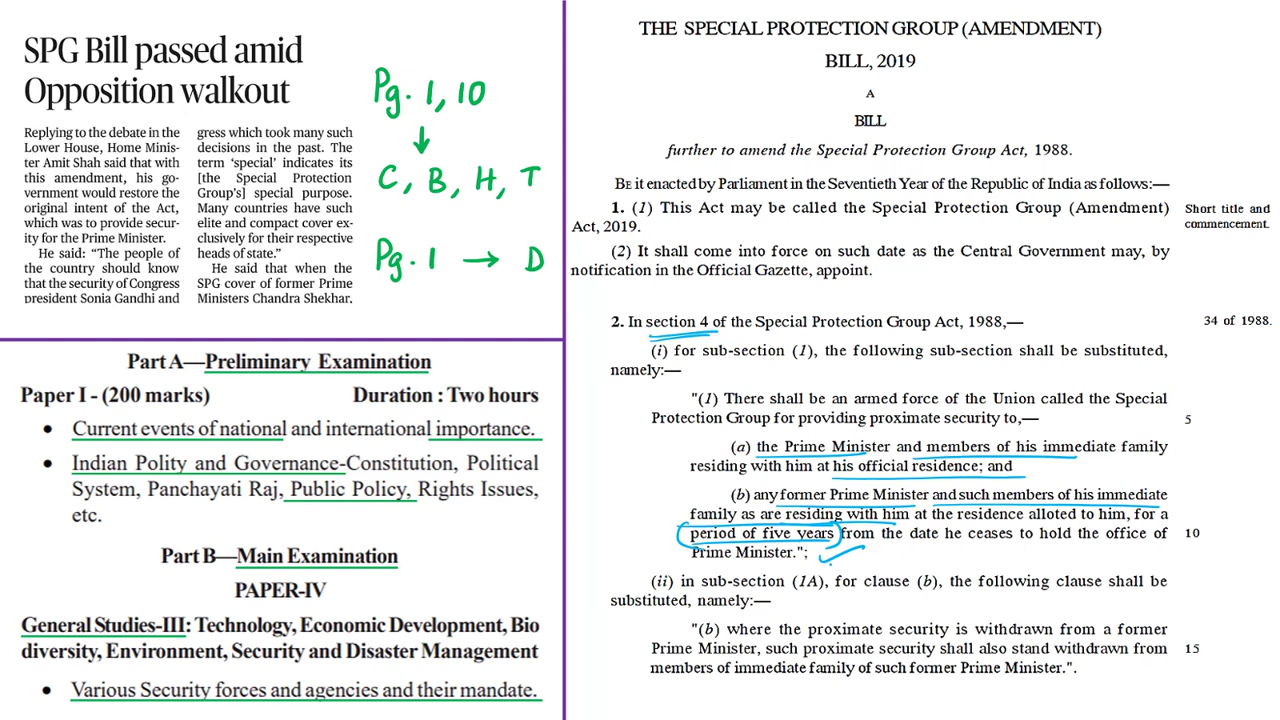 SPG Bill passed amid
Opposition walkout
Replying to the debate in the
Lower House, Home Minis-
ter Amit Shah said that with
this amendment, his go-
vernment would restore the
original intent of the Act,
which was to provide secur-
ity for the Prime Minister.
He said: “The people of
the country should know
that the security of Congress
president Sonia Gandhi and
gress which took many such
decisions in the past. The
term ‘special’ indicates its
[the Special Protection
Group’s] special purpose.
Many countries have such
elite and compact cover ex-
clusively for their respective
heads of state.”
He said that when the
SPG cover of former Prime
Ministers Chandra Shekhar,
Pg. 1, 10
C, B, H, T
Pg. 1 → D
Part A—Preliminary Examination
Paper I - (200 marks) Duration : Two hours
• Current events of national and international importance.
• Indian Polity and Governance-Constitution, Political
System, Panchayati Raj, Public Policy, Rights Issues,
etc.
Part B—Main Examination
PAPER-IV
General Studies-III: Technology, Economic Development, Bio
diversity, Environment, Security and Disaster Management
• Various Security forces and agencies and their mandate.
THE SPECIAL PROTECTION GROUP (AMENDMENT)
BILL, 2019
A
BILL
further to amend the Special Protection Group Act, 1988.
BE it enacted by Parliament in the Seventieth Year of the Republic of India as follows:—
1. (1) This Act may be called the Special Protection Group (Amendment)
Act, 2019.
Short title and
commencement.
(2) It shall come into force on such date as the Central Government may, by
notification in the Official Gazette, appoint.
2. In section 4 of the Special Protection Group Act, 1988,— 34 of 1988.
(i) for sub-section (1), the following sub-section shall be substituted,
namely:—
"(1) There shall be an armed force of the Union called the Special
Protection Group for providing proximate security to,— 5
(a) the Prime Minister and members of his immediate family
residing with him at his official residence; and
(b) any former Prime Minister and such members of his immediate
family as are residing with him at the residence alloted to him, for a
period of five years from the date he ceases to hold the office of 10
Prime Minister.";
(ii) in sub-section (1A), for clause (b), the following clause shall be
substituted, namely:—
"(b) where the proximate security is withdrawn from a former
Prime Minister, such proximate security shall also stand withdrawn from 15
members of immediate family of such former Prime Minister.".